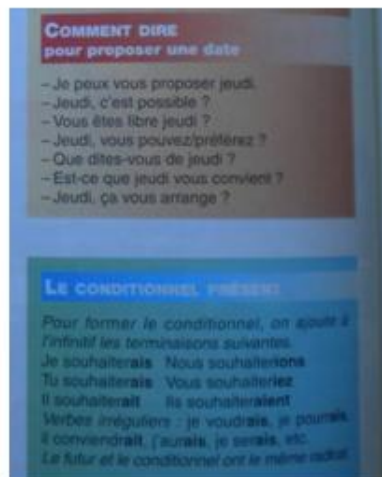 COMMENT DIRE
pour proposer une date
– Je peux vous proposer jeudi.
– Jeudi, c'est possible ?
– Vous êtes libre jeudi ?
– Jeudi, vous pouvez/préférez ?
– Que dites-vous de jeudi ?
– Est-ce que jeudi vous convient ?
– Jeudi, ça vous arrange ?
LE CONDITIONNEL PRÉSENT
Pour former le conditionnel, on ajoute à
l'infinitif les terminaisons suivantes.
Je souhaiterais Nous souhaiterions
Tu souhaiterais Vous souhaiteriez
Il souhaiterait Ils souhaiteraient
Verbes irréguliers : je voudrais, je pourrais,
il conviendrait, j'aurais, je serais, etc.
Le futur et le conditionnel ont le même radical.